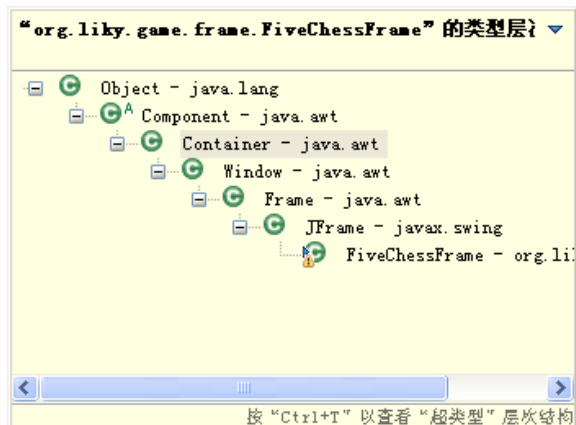 “org.liky.game.frame.FiveChessFrame”的类型层
Object - java.lang
A Component - java.awt
Container - java.awt
Window - java.awt
Frame - java.awt
JFrame - javax.swing
FiveChessFrame - org.li
按“Ctrl+T”以查看“超类型”层次结构